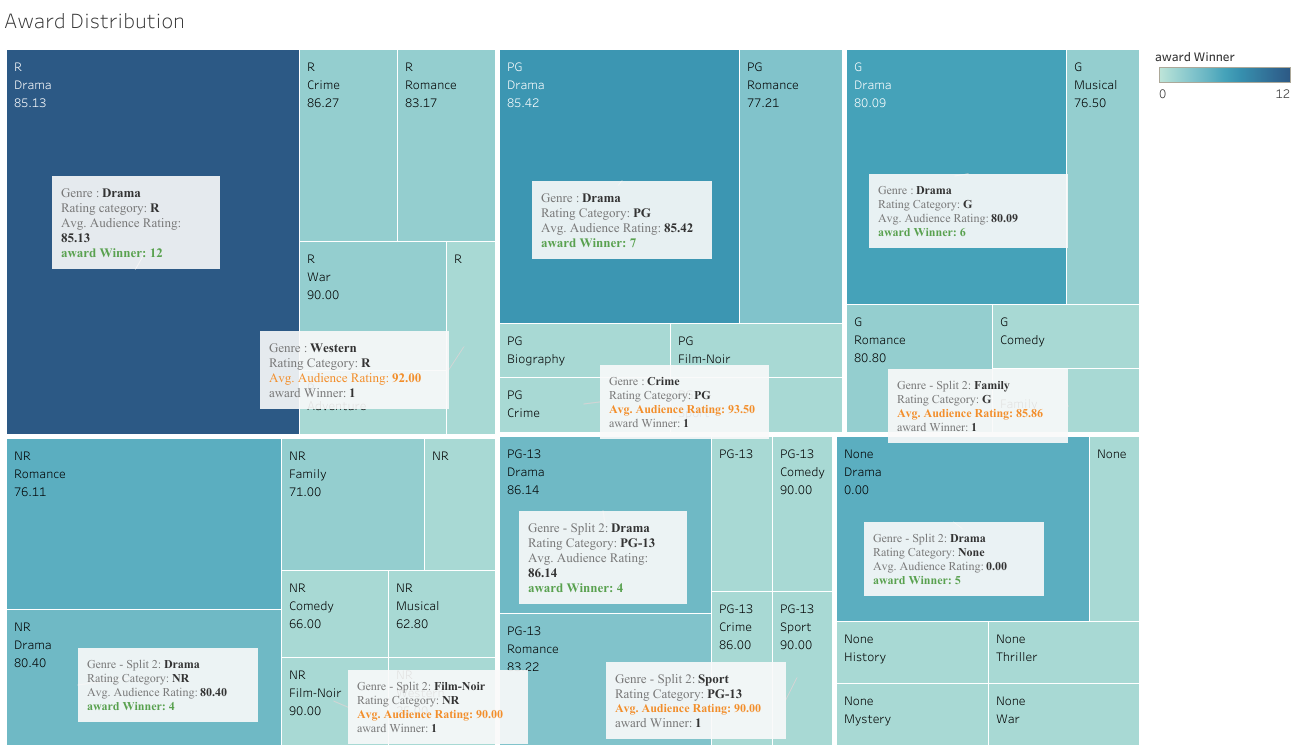 Award Distribution
R
Drama
85.13
R
Crime
86.27
R
Romance
83.17
R
War
90.00
R
Adventure
Genre : Drama
Rating category: R
Avg. Audience Rating:
85.13
award Winner: 12
Genre : Western
Rating Category: R
Avg. Audience Rating: 92.00
award Winner: 1
PG
Drama
85.42
PG
Romance
77.21
PG
Biography
PG
Film-Noir
PG
Crime
Genre : Drama
Rating Category: PG
Avg. Audience Rating: 85.42
award Winner: 7
Genre : Crime
Rating Category: PG
Avg. Audience Rating: 93.50
award Winner: 1
G
Drama
80.09
G
Musical
76.50
G
Romance
80.80
G
Comedy
Family
Genre : Drama
Rating Category: G
Avg. Audience Rating: 80.09
award Winner: 6
Genre - Split 2: Family
Rating Category: G
Avg. Audience Rating: 85.86
award Winner: 1
award Winner
0
12
NR
Romance
76.11
NR
Drama
80.40
NR
Family
71.00
NR
NR
Comedy
66.00
NR
Musical
62.80
NR
Film-Noir
90.00
NR
Genre - Split 2: Drama
Rating Category: NR
Avg. Audience Rating: 80.40
award Winner: 4
Genre - Split 2: Film-Noir
Rating Category: NR
Avg. Audience Rating: 90.00
award Winner: 1
PG-13
Drama
86.14
PG-13
PG-13
Comedy
90.00
PG-13
Romance
83.22
PG-13
Crime
86.00
PG-13
Sport
90.00
Genre - Split 2: Drama
Rating Category: PG-13
Avg. Audience Rating:
86.14
award Winner: 4
Genre - Split 2: Sport
Rating Category: PG-13
Avg. Audience Rating: 90.00
award Winner: 1
None
Drama
0.00
None
None
History
None
Thriller
None
Mystery
None
War
Genre - Split 2: Drama
Rating Category: None
Avg. Audience Rating: 0.00
award Winner: 5